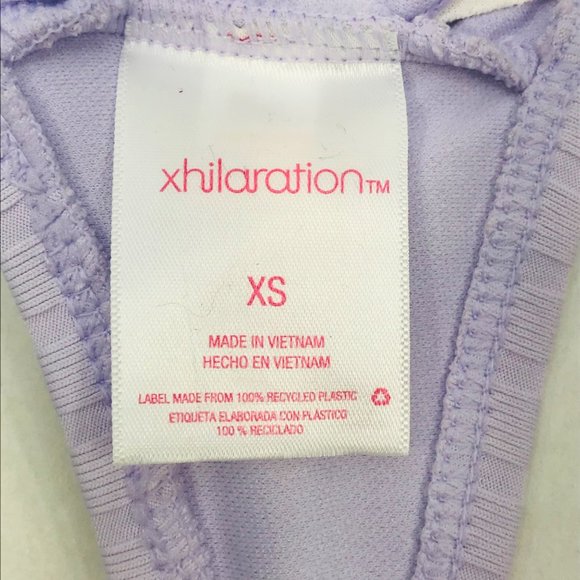 xhilaration™
XS
MADE IN VIETNAM
HECHO EN VIETNAM
LABEL MADE FROM 100% RECYCLED PLASTIC
ETIQUETA ELABORADA CON PLÁSTICO
100 % RECICLADO